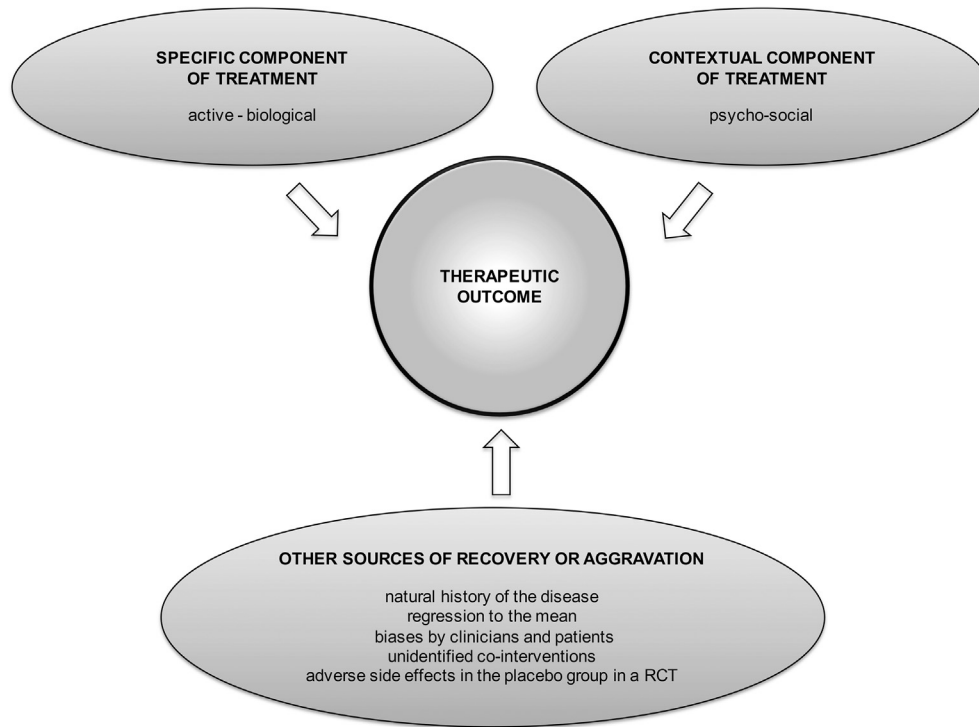 SPECIFIC COMPONENT
OF TREATMENT
active - biological
CONTEXTUAL COMPONENT
OF TREATMENT
psycho-social
THERAPEUTIC
OUTCOME
OTHER SOURCES OF RECOVERY OR AGGRAVATION
natural history of the disease
regression to the mean
biases by clinicians and patients
unidentified co-interventions
adverse side effects in the placebo group in a RCT